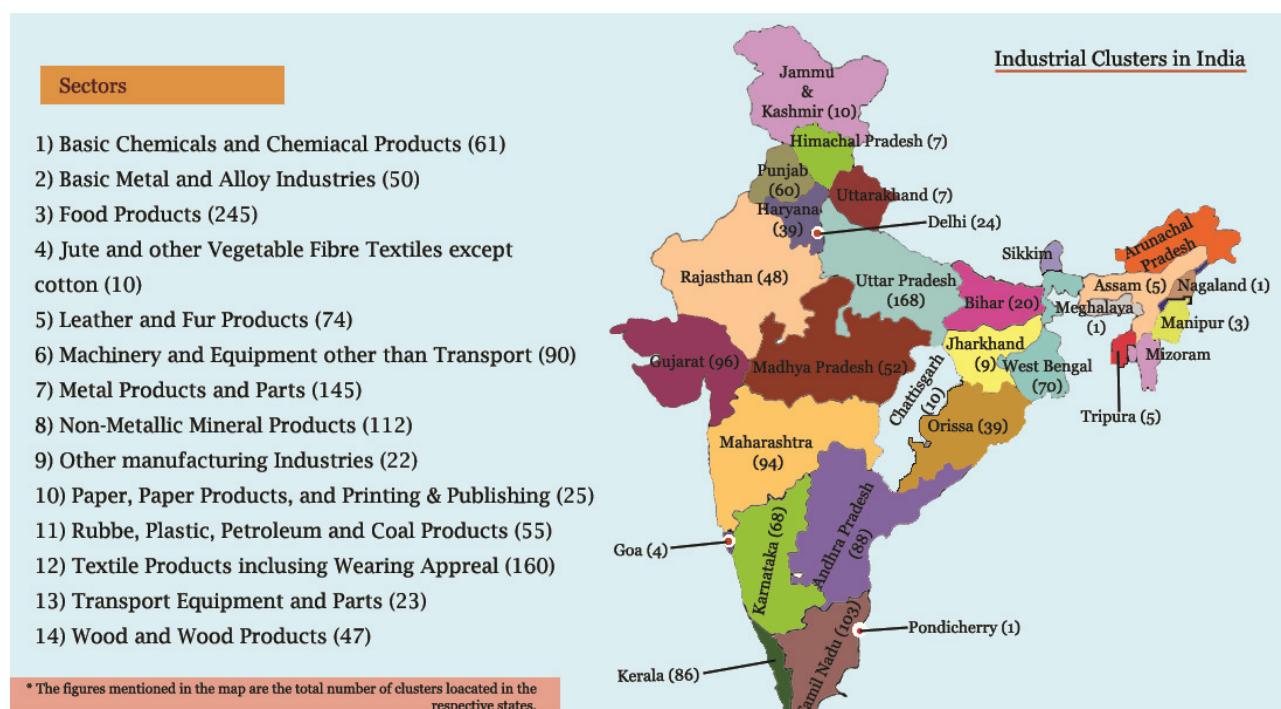 Industrial Clusters in India
Sectors
1) Basic Chemicals and Chemiacal Products (61)
2) Basic Metal and Alloy Industries (50)
3) Food Products (245)
4) Jute and other Vegetable Fibre Textiles except
cotton (10)
5) Leather and Fur Products (74)
6) Machinery and Equipment other than Transport (90)
7) Metal Products and Parts (145)
8) Non-Metallic Mineral Products (112)
9) Other manufacturing Industries (22)
10) Paper, Paper Products, and Printing & Publishing (25)
11) Rubbe, Plastic, Petroleum and Coal Products (55)
12) Textile Products inclusing Wearing Appreal (160)
13) Transport Equipment and Parts (23)
14) Wood and Wood Products (47)
* The figures mentioned in the map are the total number of clusters loacated in the
respective states.
Jammu
&
Kashmir (10)
Himachal Pradesh (7)
Punjab
(60)
Uttarakhand (7)
Haryana
(39)
Delhi (24)
Rajasthan (48)
Uttar Pradesh
(168)
Bihar (20)
Sikkim
Arunachal
Pradesh
Assam (5)
Nagaland (1)
Meghalaya
(1)
Manipur (3)
Mizoram
Tripura (5)
Gujarat (96)
Madhya Pradesh (52)
Jharkhand
(9)
West Bengal
(70)
Chattisgarh
(10)
Orissa (39)
Maharashtra
(94)
Andhra Pradesh
(88)
Goa (4)
Karnataka (68)
Pondicherry (1)
Kerala (86)
Tamil Nadu (103)